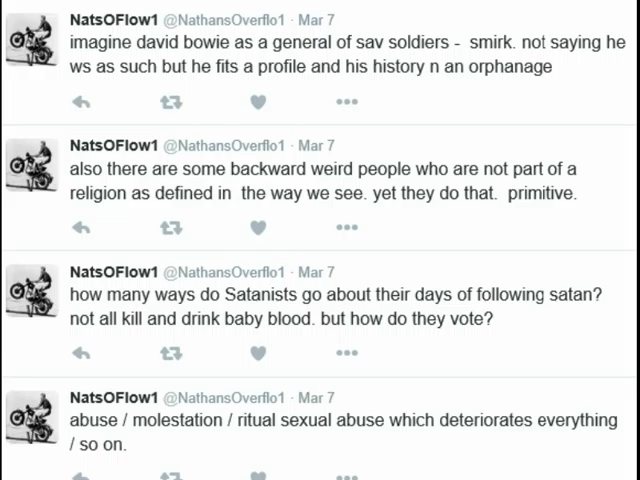 NatsOFlow1 @NathansOverflo1 · Mar 7
imagine david bowie as a general of sav soldiers - smirk. not saying he
ws as such but he fits a profile and his history n an orphanage
NatsOFlow1 @NathansOverflo1 · Mar 7
also there are some backward weird people who are not part of a
religion as defined in the way we see. yet they do that. primitive.
NatsOFlow1 @NathansOverflo1 · Mar 7
how many ways do Satanists go about their days of following satan?
not all kill and drink baby blood. but how do they vote?
NatsOFlow1 @NathansOverflo1 · Mar 7
abuse / molestation / ritual sexual abuse which deteriorates everything
/ so on.